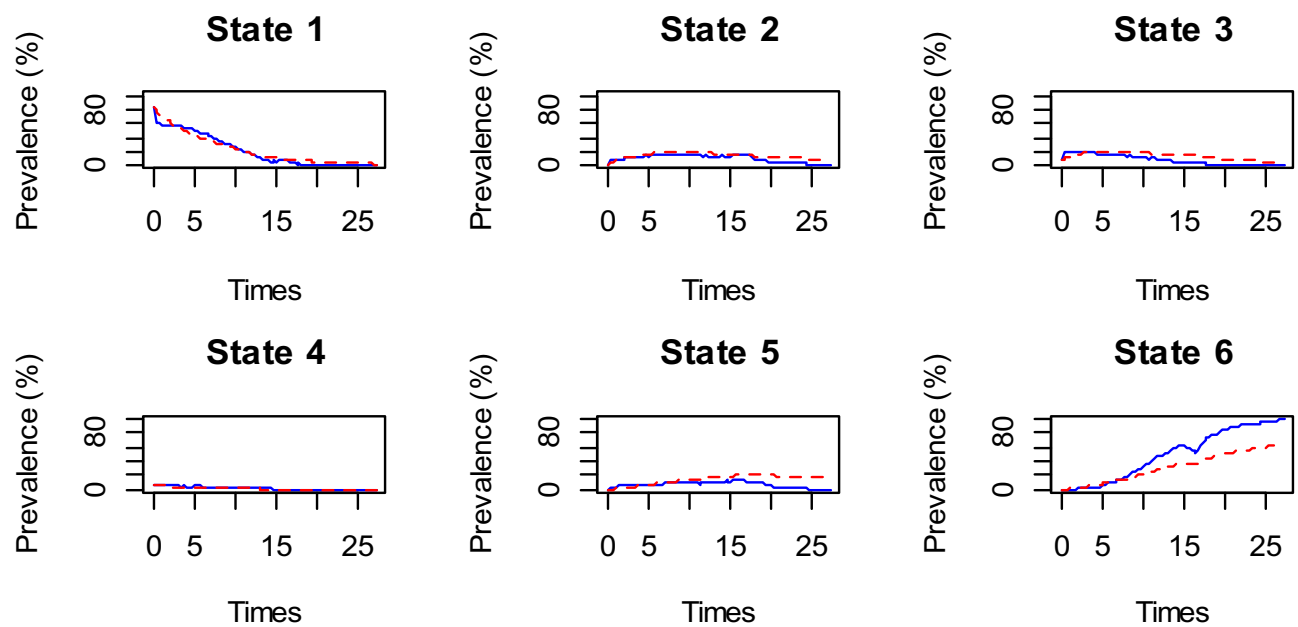 State 1
Prevalence (%)
80
0
0 5 15 25
Times
State 2
Prevalence (%)
80
0
0 5 15 25
Times
State 3
Prevalence (%)
80
0
0 5 15 25
Times
State 4
Prevalence (%)
80
0
0 5 15 25
Times
State 5
Prevalence (%)
80
0
0 5 15 25
Times
State 6
Prevalence (%)
80
0
0 5 15 25
Times